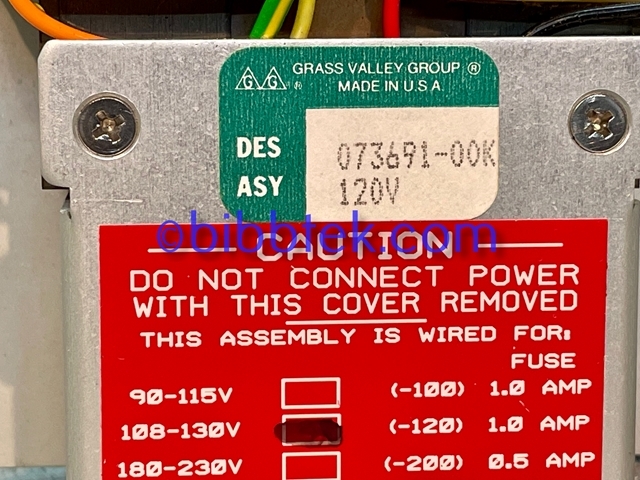 GG ® GRASS VALLEY GROUP ®
MADE IN U.S.A.
DES 073691-00K
ASY 120V
©bibbtek.com
CAUTION
DO NOT CONNECT POWER
WITH THIS COVER REMOVED
THIS ASSEMBLY IS WIRED FOR:
FUSE
90-115V (-100) 1.0 AMP
108-130V (-120) 1.0 AMP
180-230V (-200) 0.5 AMP